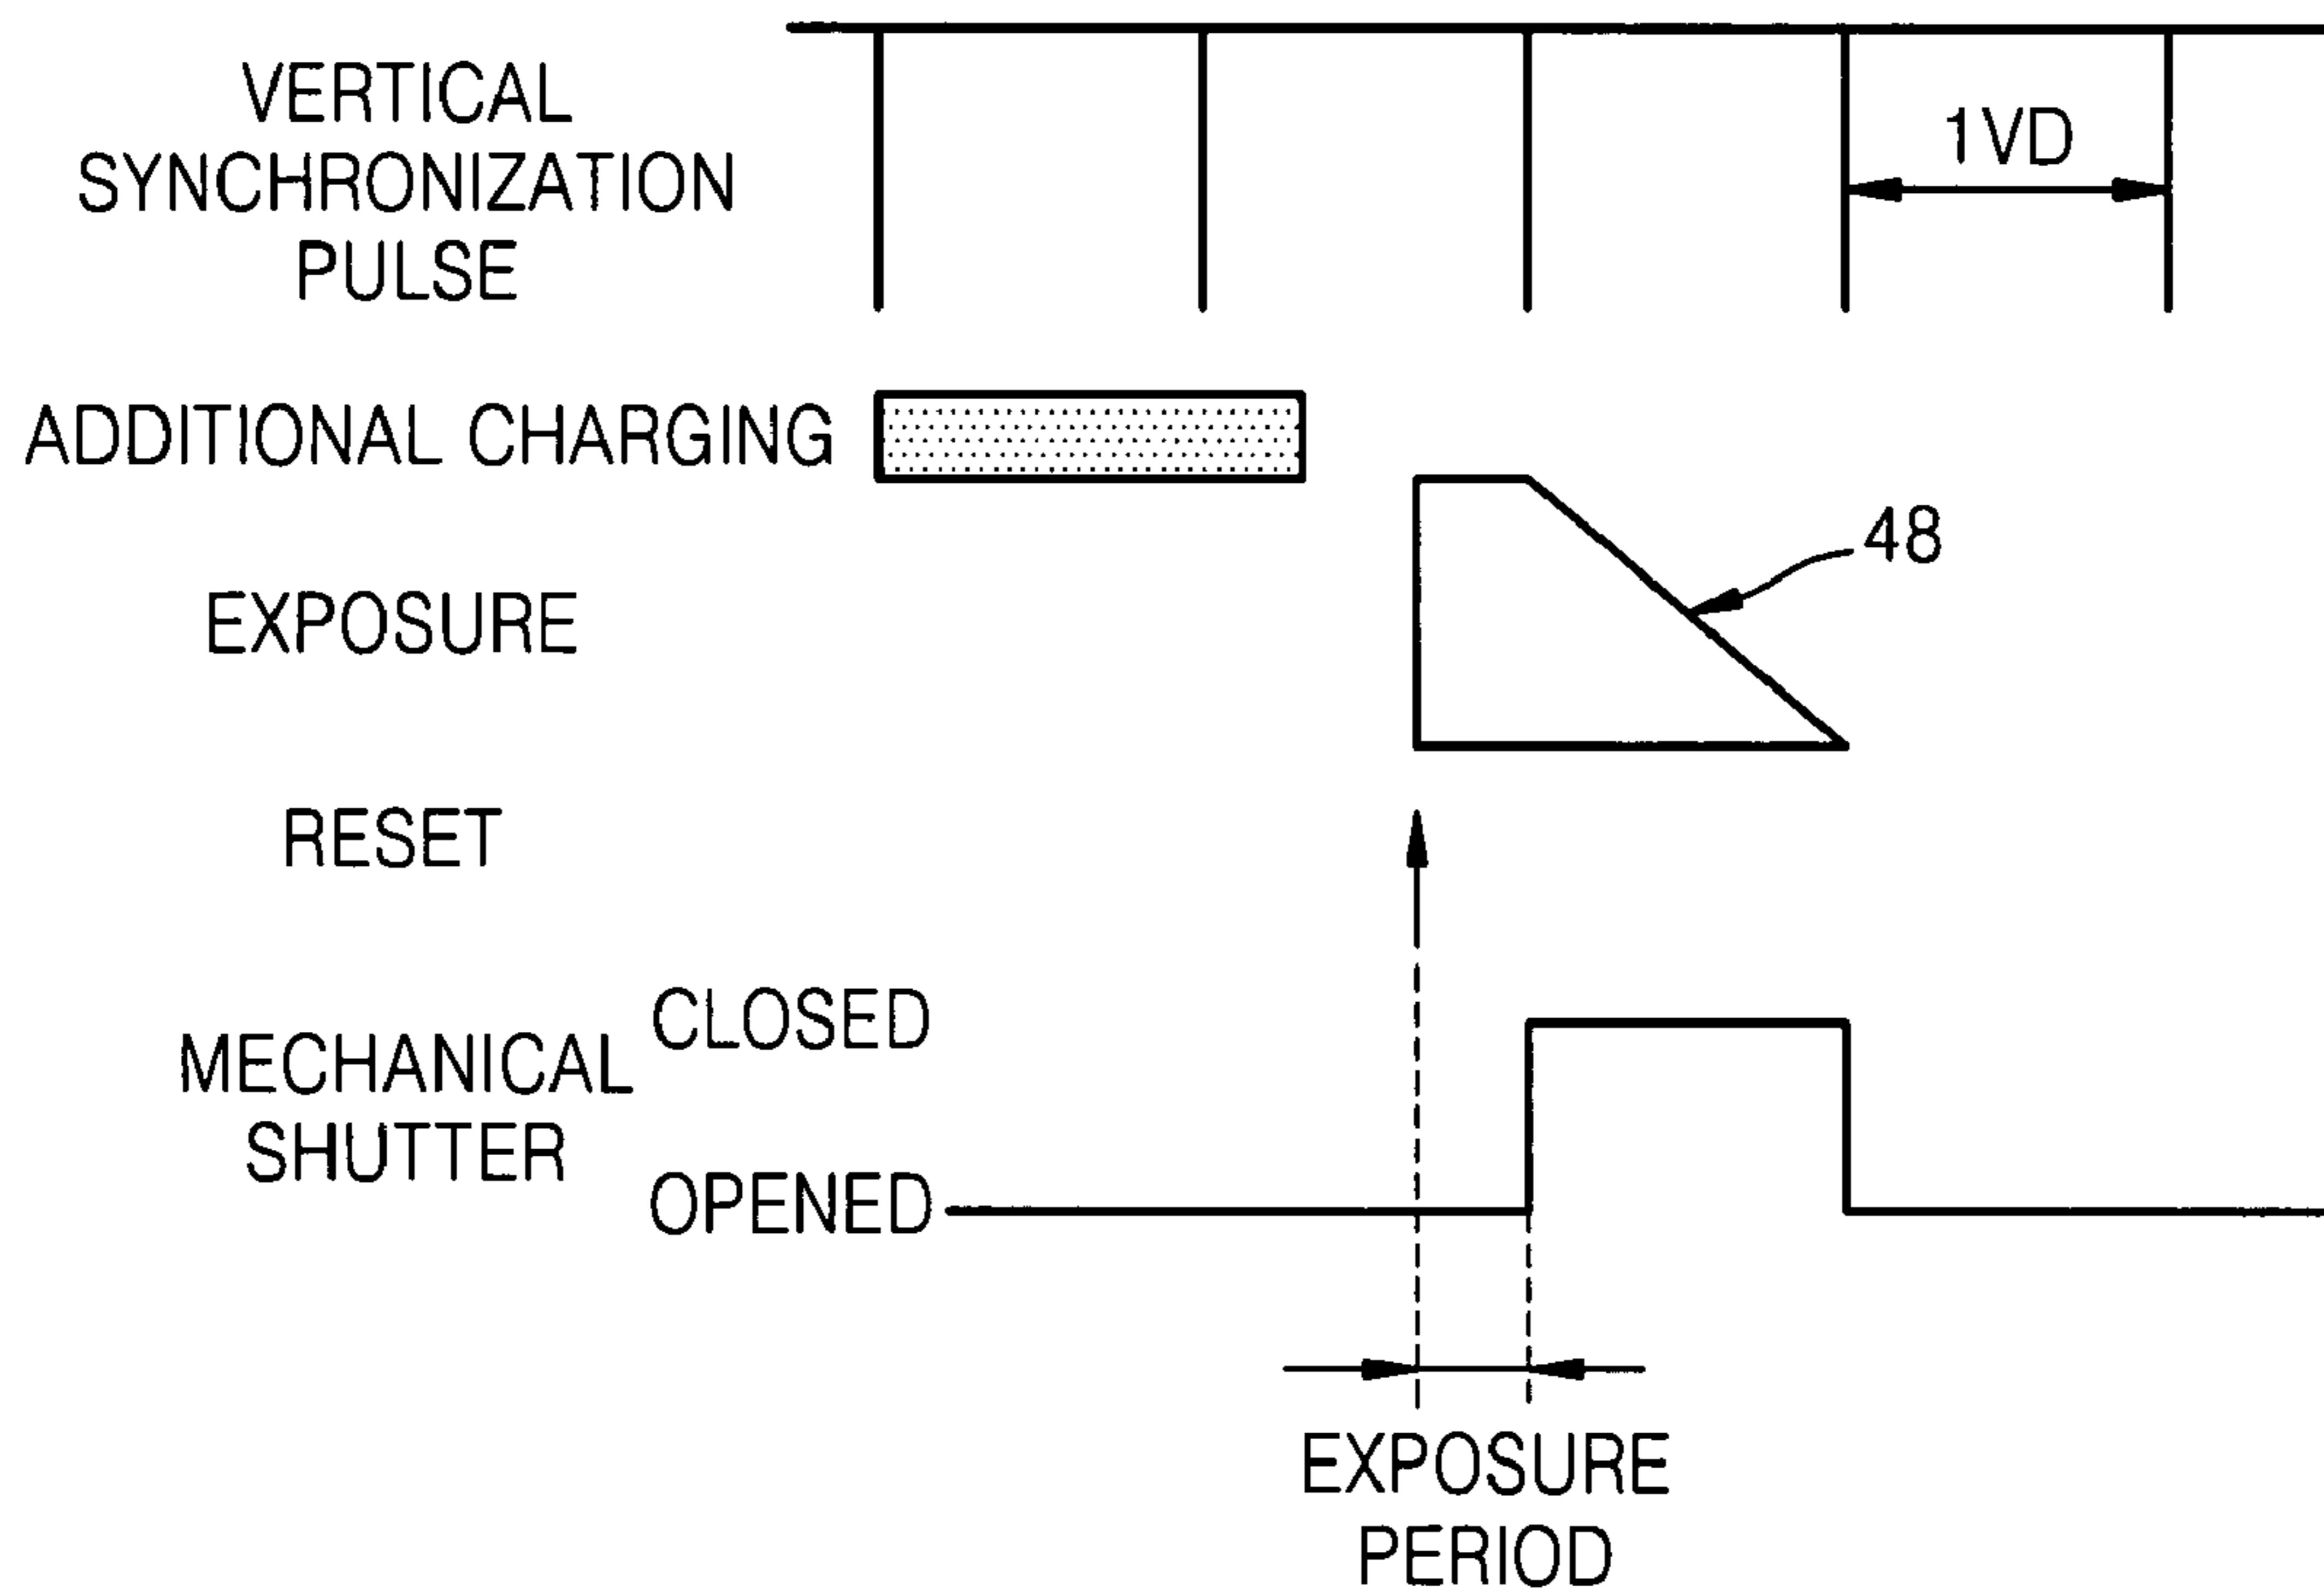 VERTICAL
SYNCHRONIZATION
PULSE
1VD
ADDITIONAL CHARGING
48
EXPOSURE
RESET
CLOSED
MECHANICAL
SHUTTER
OPENED
EXPOSURE
PERIOD